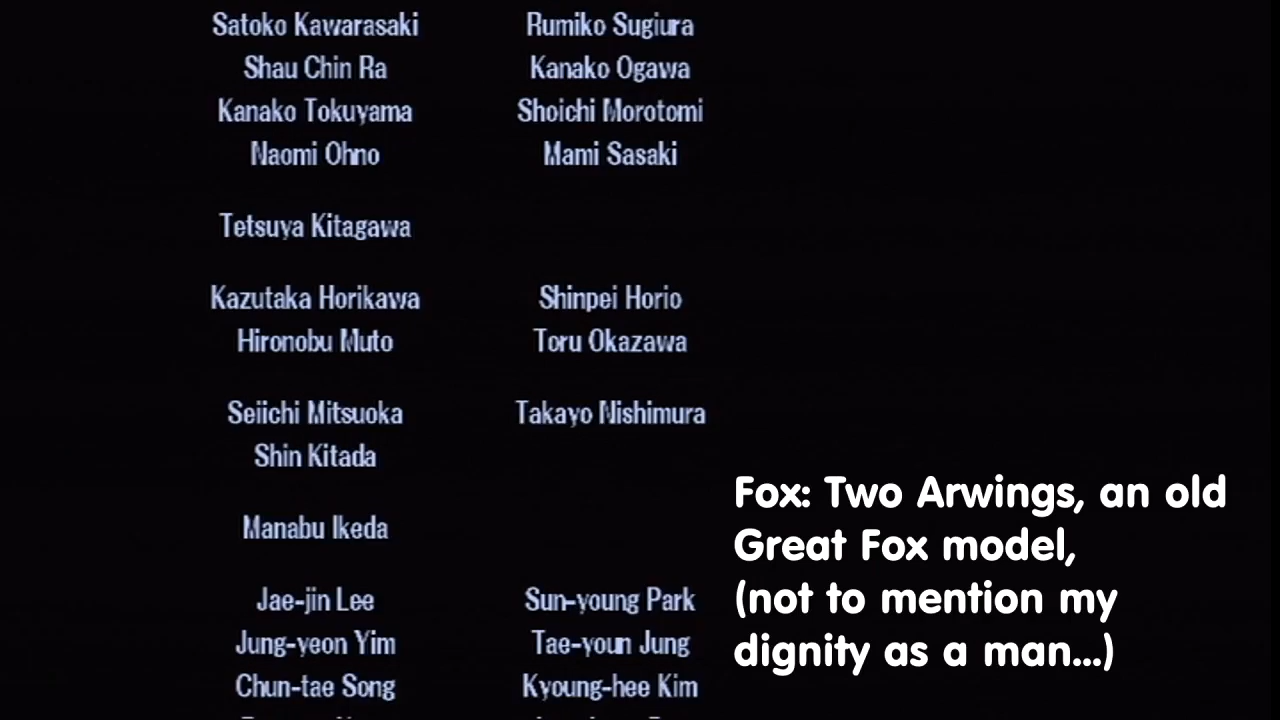 Satoko Kawarasaki Rumiko Sugiura
Shau Chin Ra Kanako Ogawa
Kanako Tokuyama Shoichi Morotomi
Naomi Ohno Mami Sasaki
Tetsuya Kitagawa
Kazutaka Horikawa Shinpei Horio
Hironobu Muto Toru Okazawa
Seiichi Mitsuoka Takayo Nishimura
Shin Kitada
Manabu Ikeda
Jae-jin Lee Sun-young Park
Jung-yeon Yim Tae-youn Jung
Chun-tae Song Kyoung-hee Kim
Fox: Two Arwings, an old
Great Fox model,
(not to mention my
dignity as a man...)